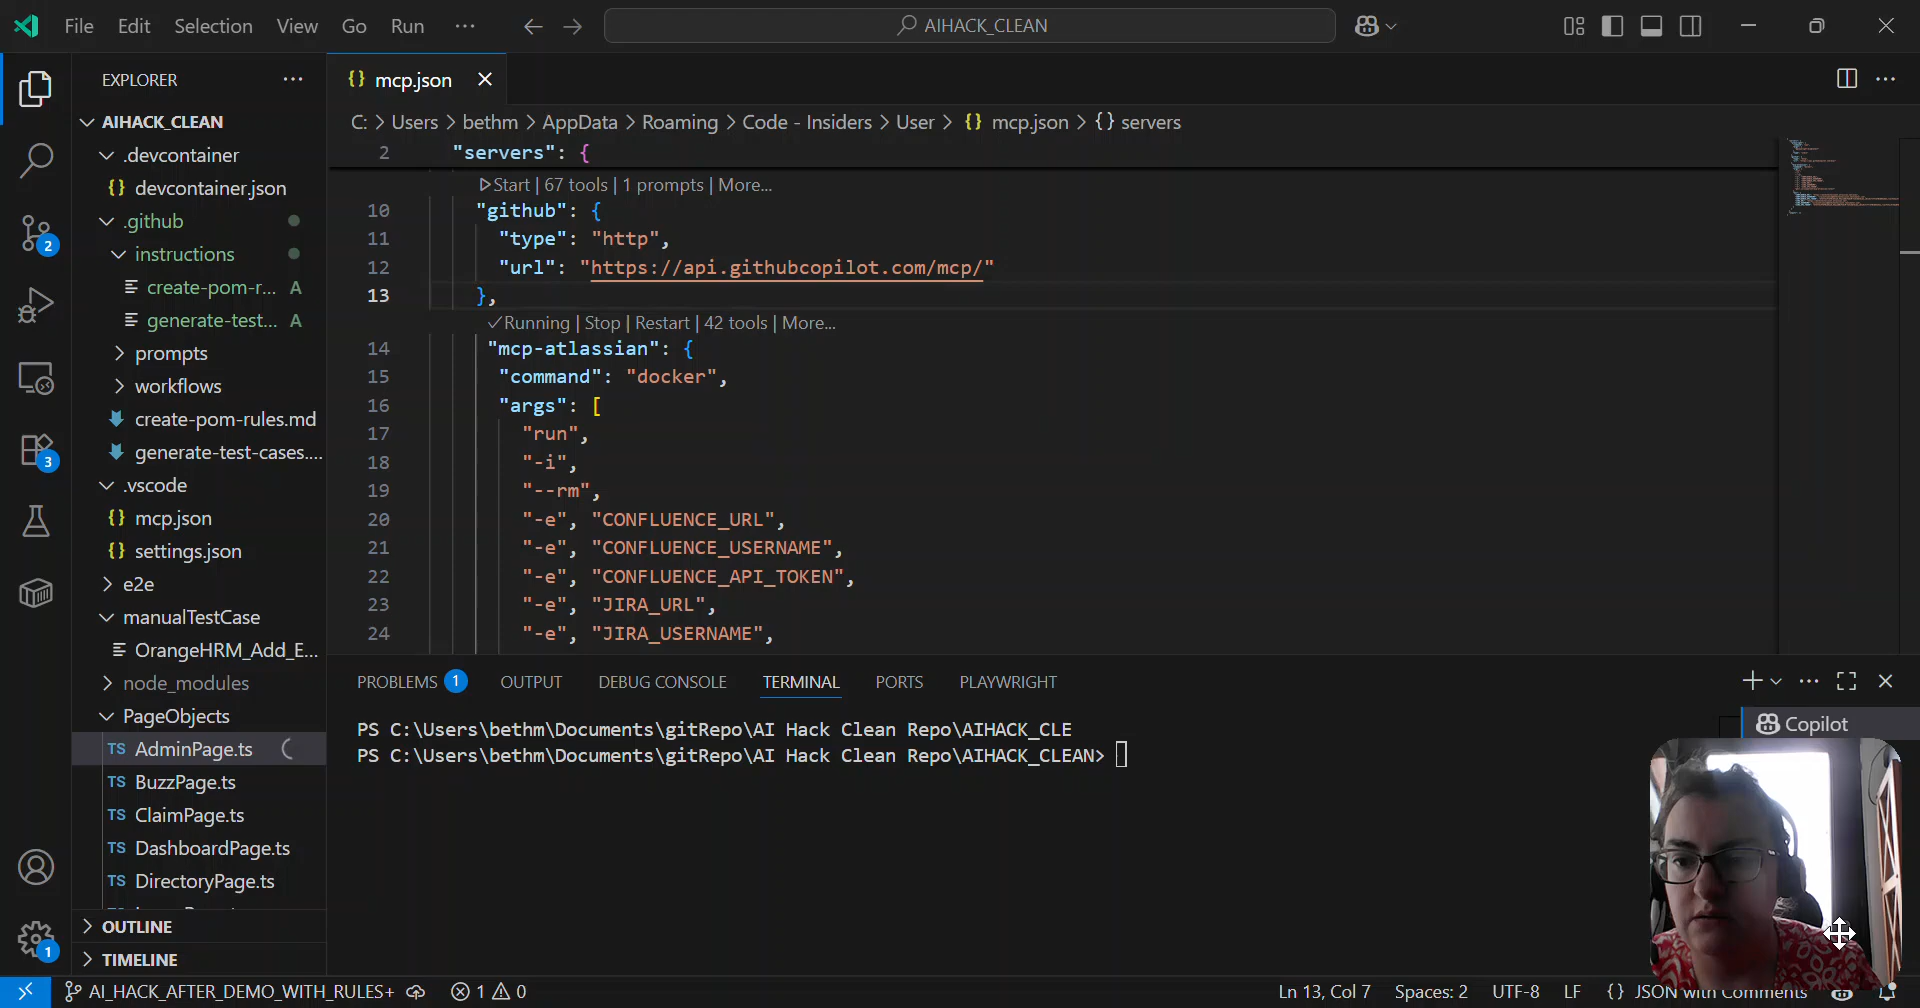 File Edit Selection View Go Run ···
AIHACK_CLEAN
EXPLORER
AIHACK_CLEAN
.devcontainer
{} devcontainer.json
.github
instructions
create-pom-r... A
generate-test... A
prompts
workflows
create-pom-rules.md
generate-test-cases....
.vscode
{} mcp.json
{} settings.json
e2e
manualTestCase
OrangeHRM_Add_E...
node_modules
PageObjects
TS AdminPage.ts
TS BuzzPage.ts
TS ClaimPage.ts
TS DashboardPage.ts
TS DirectoryPage.ts
OUTLINE
TIMELINE
2
3
1
{} mcp.json
C: > Users > bethm > AppData > Roaming > Code - Insiders > User > {} mcp.json > {} servers
2 "servers": {
Start | 67 tools | 1 prompts | More...
10 "github": {
11 "type": "http",
12 "url": "https://api.githubcopilot.com/mcp/"
13 },
✓Running | Stop | Restart | 42 tools | More...
14 "mcp-atlassian": {
15 "command": "docker",
16 "args": [
17 "run",
18 "-i",
19 "--rm",
20 "-e", "CONFLUENCE_URL",
21 "-e", "CONFLUENCE_USERNAME",
22 "-e", "CONFLUENCE_API_TOKEN",
23 "-e", "JIRA_URL",
24 "-e", "JIRA_USERNAME",
PROBLEMS 1 OUTPUT DEBUG CONSOLE TERMINAL PORTS PLAYWRIGHT
PS C:\Users\bethm\Documents\gitRepo\AI Hack Clean Repo\AIHACK_CLE
PS C:\Users\bethm\Documents\gitRepo\AI Hack Clean Repo\AIHACK_CLEAN>
Copilot
AI_HACK_AFTER_DEMO_WITH_RULES+ 1 0 Ln 13, Col 7 Spaces: 2 UTF-8 LF {} JSON with Comments